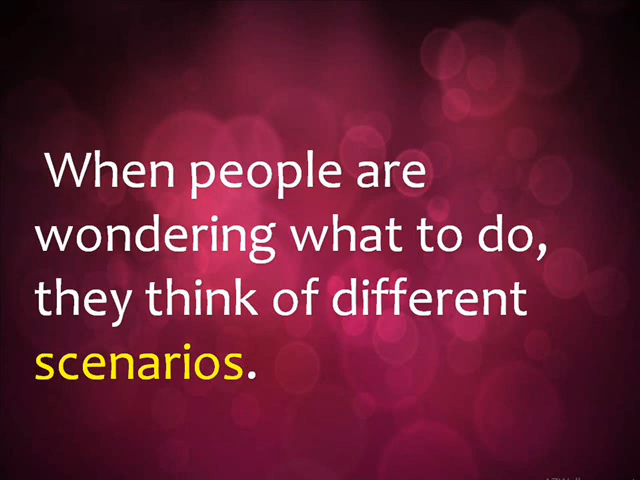 When people are
wondering what to do,
they think of different
scenarios.